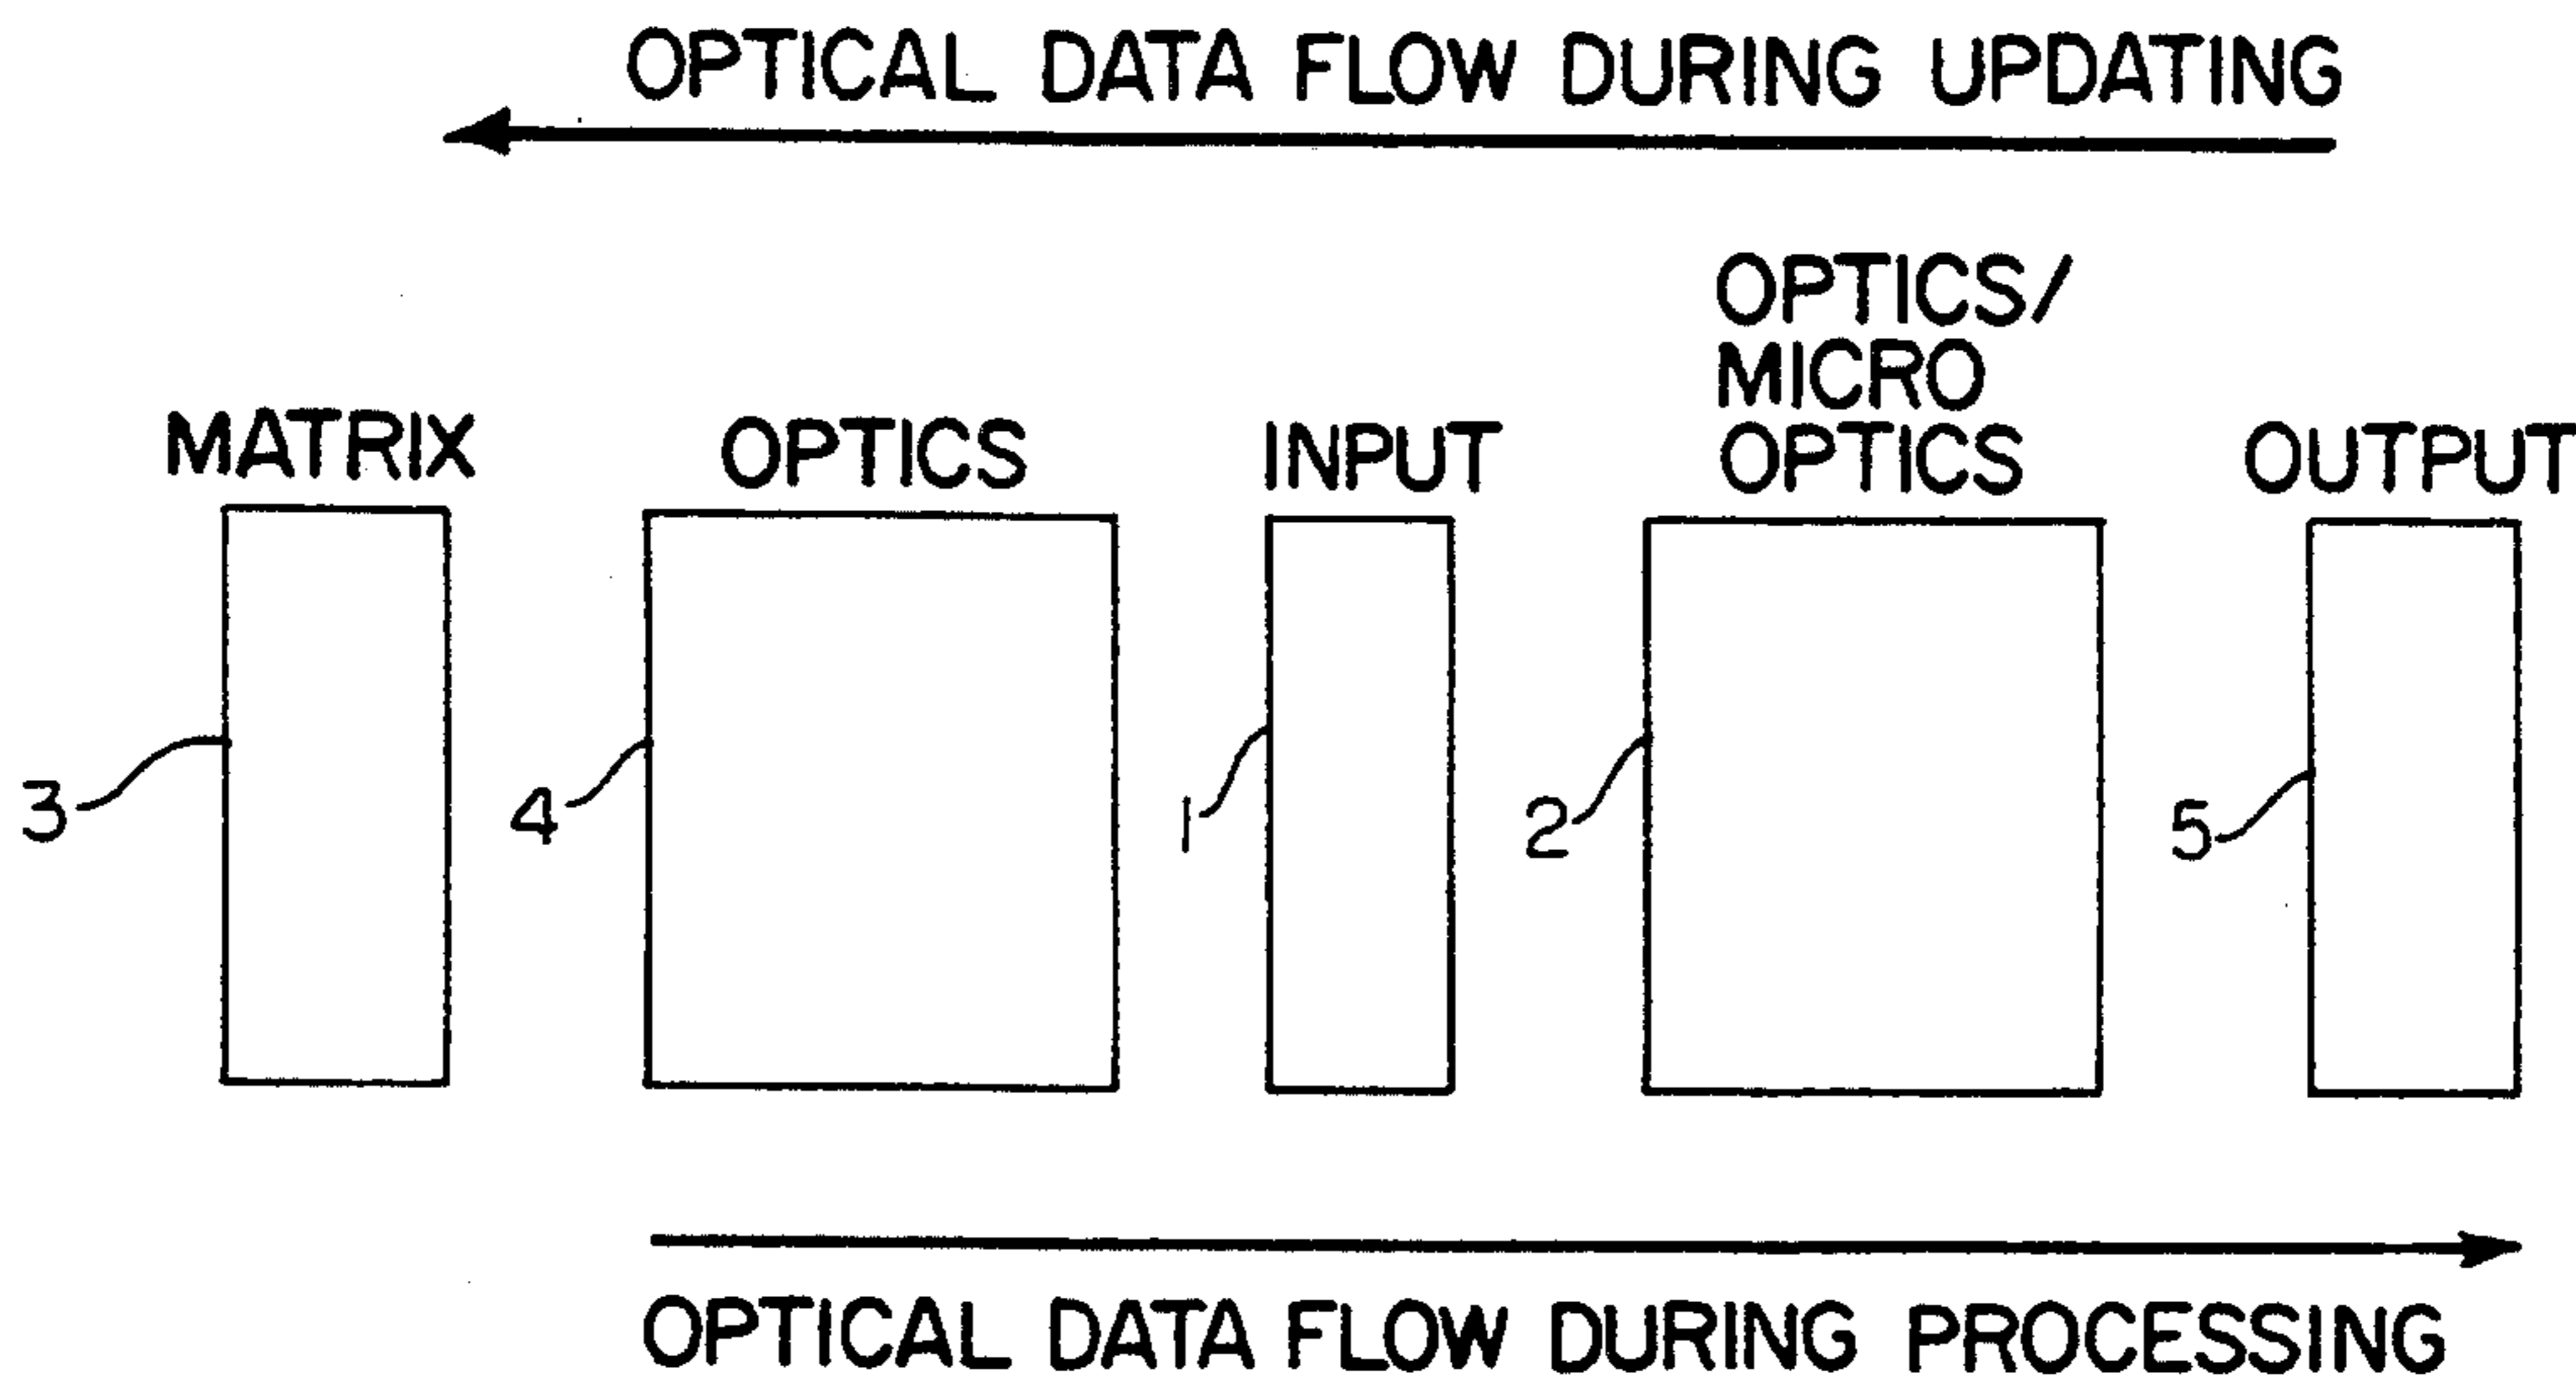 OPTICAL DATA FLOW DURING UPDATING
OPTICS/
MICRO
OPTICS
MATRIX
OPTICS
INPUT
OUTPUT
3
4
1
2
5
OPTICAL DATA FLOW DURING PROCESSING